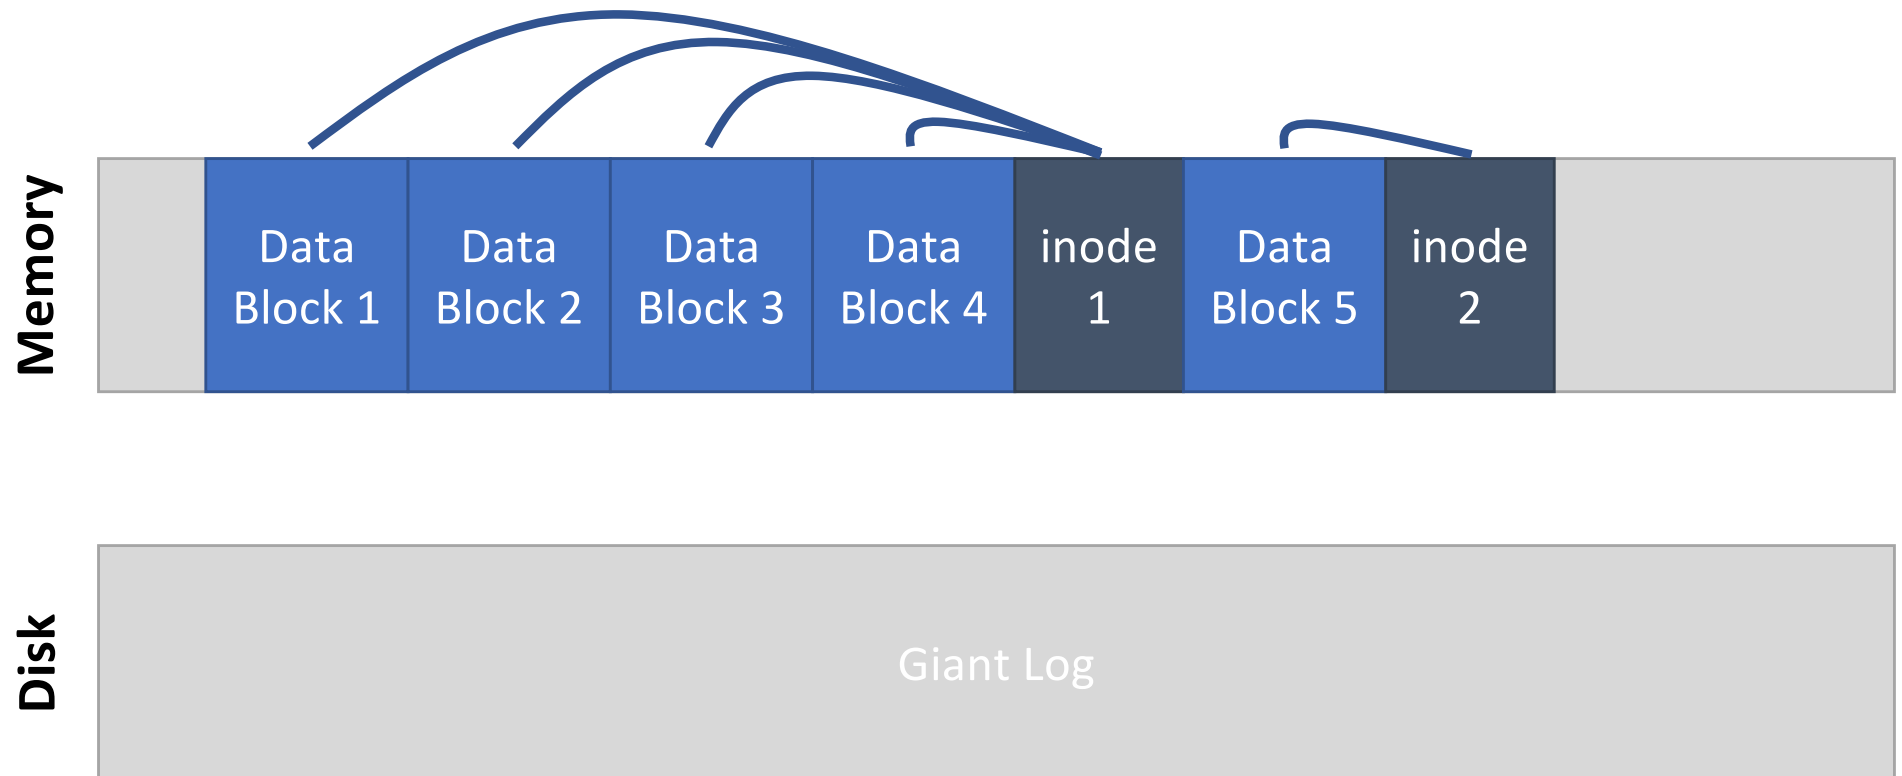 Memory
Data
Block 1
Data
Block 2
Data
Block 3
Data
Block 4
inode
1
Data
Block 5
inode
2
Disk
Giant Log